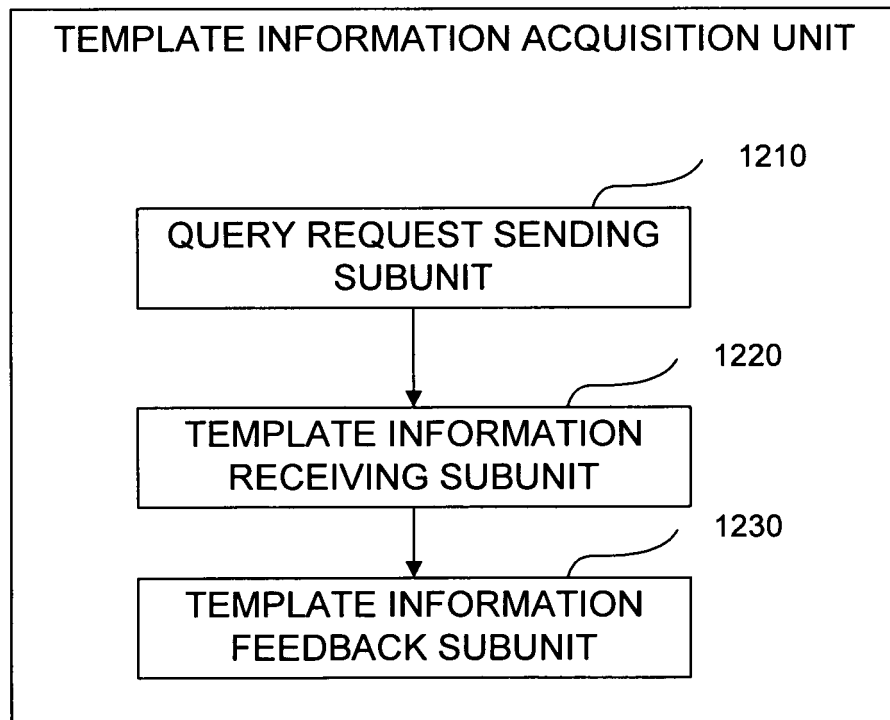 TEMPLATE INFORMATION ACQUISITION UNIT
1210
QUERY REQUEST SENDING
SUBUNIT
1220
TEMPLATE INFORMATION
RECEIVING SUBUNIT
1230
TEMPLATE INFORMATION
FEEDBACK SUBUNIT